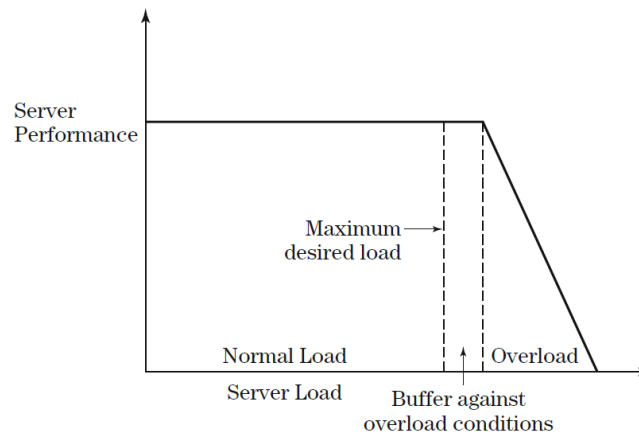 Server
Performance
Maximum
desired load
Normal Load
Overload
Server Load
Buffer against
overload conditions